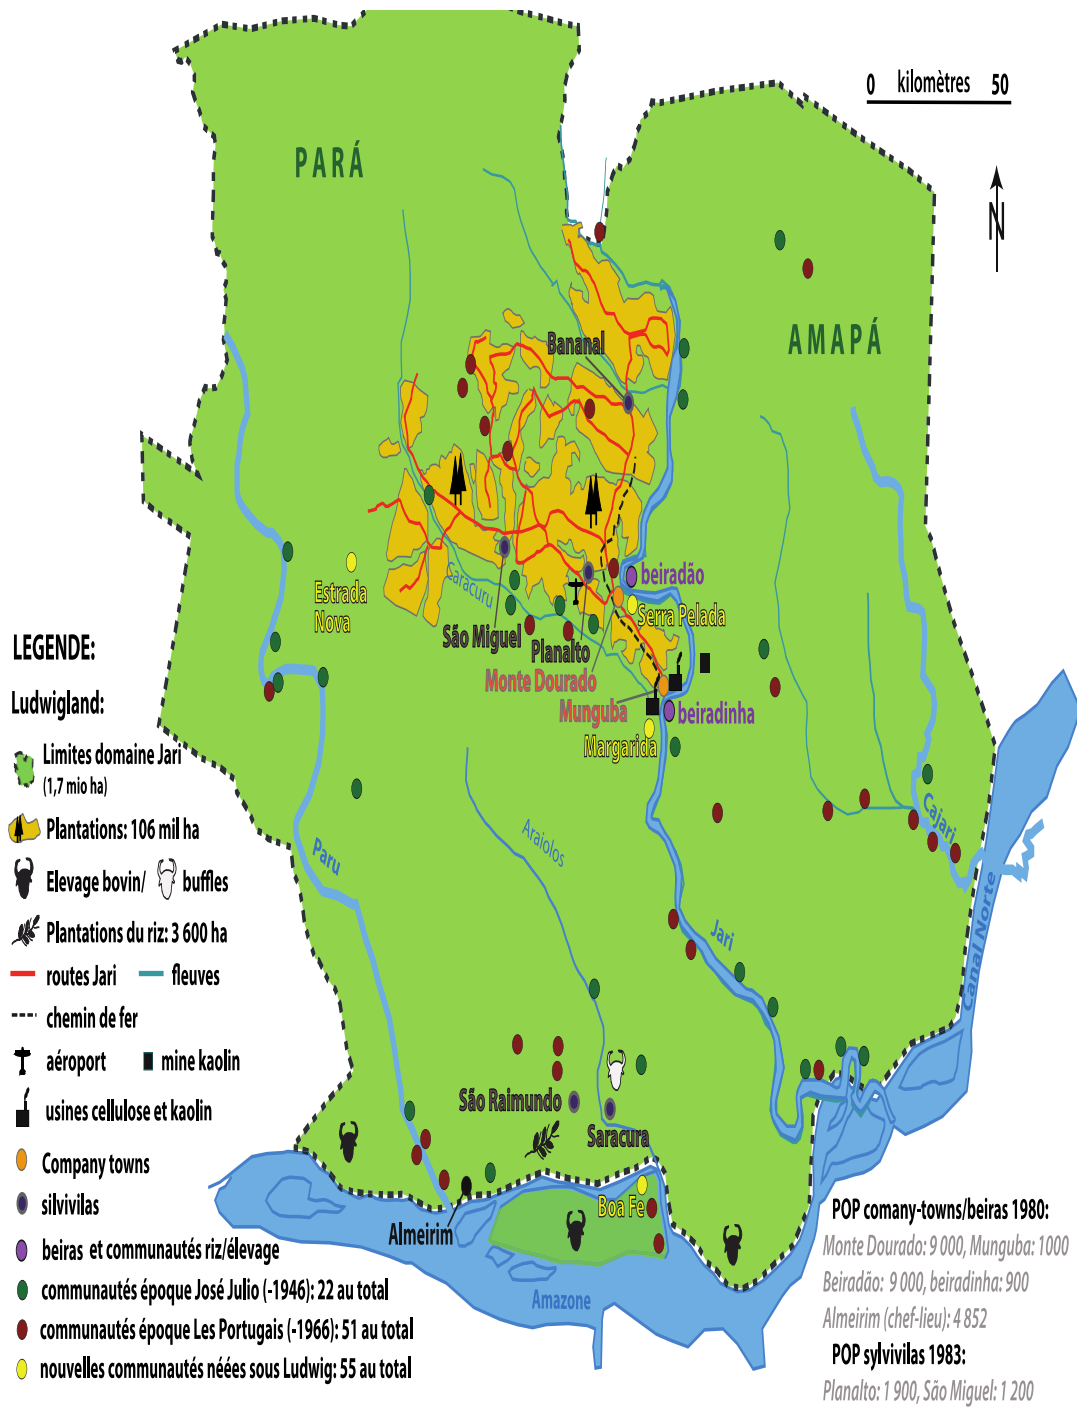 0 kilomètres 50
PARÁ
N
AMAPÁ
Bananal
Caracuru
beiradão
Estrada
Nova
Serra Pelada
São Miguel
Planalto
Monte Dourado
Munguba
beiradinha
Margarida
LEGENDE:
Ludwigland:
Limites domaine Jari
(1,7 mio ha)
Plantations: 106 mil ha
Elevage bovin/ buffles
Plantations du riz: 3 600 ha
routes Jari fleuves
chemin de fer
aéroport mine kaolin
usines cellulose et kaolin
Company towns
silvivilas
beiras et communautés riz/élevage
communautés époque José Julio (-1946): 22 au total
communautés époque Les Portugais (-1966): 51 au total
nouvelles communautés néées sous Ludwig: 55 au total
Paru
Araiolos
Jari
Cajari
Canal Norte
São Raimundo
Saracura
Boa Fe
Almeirim
Amazone
POP comany-towns/beiras 1980:
Monte Dourado: 9 000, Munguba: 1000
Beiradão: 9 000, beiradinha: 900
Almeirim (chef-lieu): 4 852
POP sylvivilas 1983:
Planalto: 1 900, São Miguel: 1 200